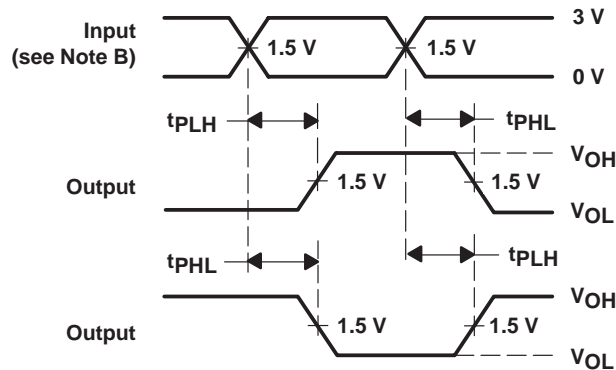 Input
(see Note B)
3 V
1.5 V
1.5 V
0 V
tPLH
tPHL
Output
VOH
1.5 V
1.5 V
VOL
tPHL
tPLH
Output
VOH
1.5 V
1.5 V
VOL